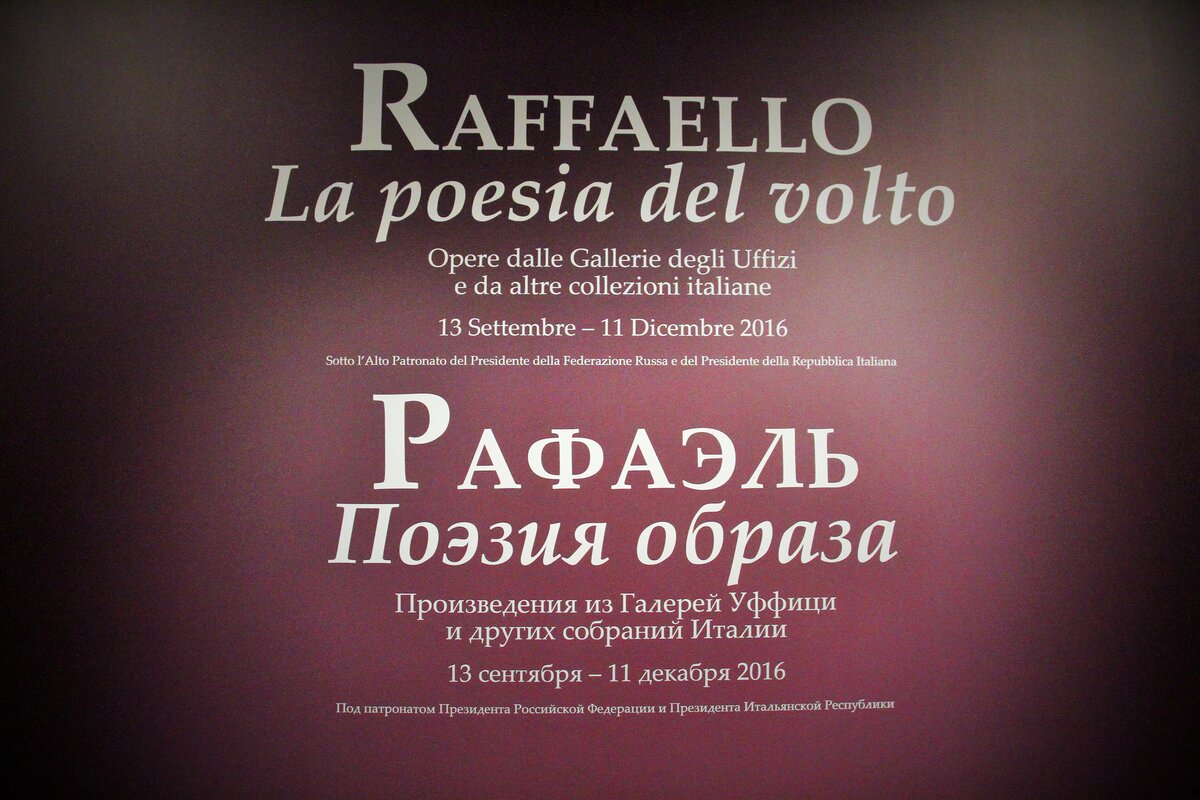 RAFFAELLO
La poesia del volto
Opere dalle Gallerie degli Uffizi
e da altre collezioni italiane
13 Settembre – 11 Dicembre 2016
Sotto l'Alto Patronato del Presidente della Federazione Russa e del Presidente della Repubblica Italiana
РАФАЭЛЬ
Поэзия образа
Произведения из Галерей Уффици
и других собраний Италии
13 сентября – 11 декабря 2016
Под патронатом Президента Российской Федерации и Президента Итальянской Республики